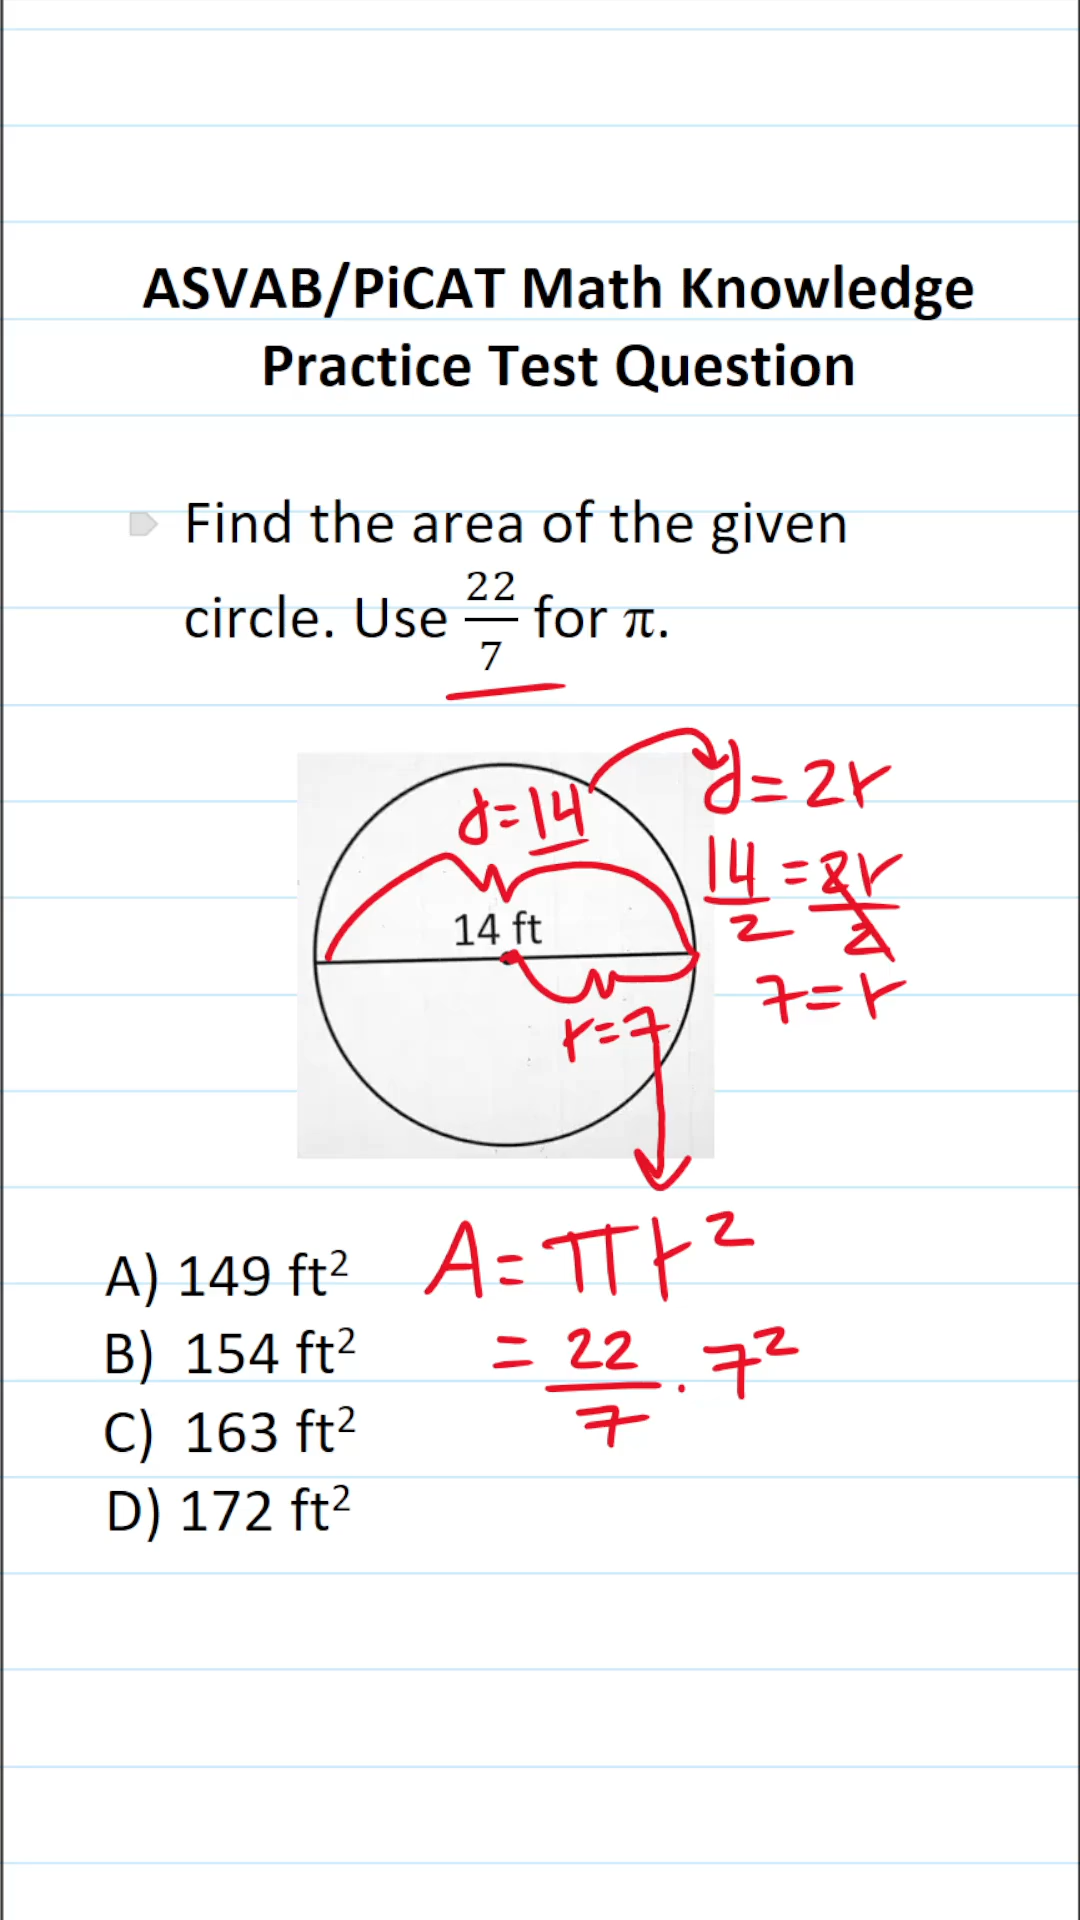 ASVAB/PiCAT Math Knowledge
Practice Test Question
Find the area of the given
circle. Use 22/7 for π.
d=14
14 ft
r=7
d=2r
14/2=2r/2
7=r
A) 149 ft²
B) 154 ft²
C) 163 ft²
D) 172 ft²
A=πr²
=22/7·7²